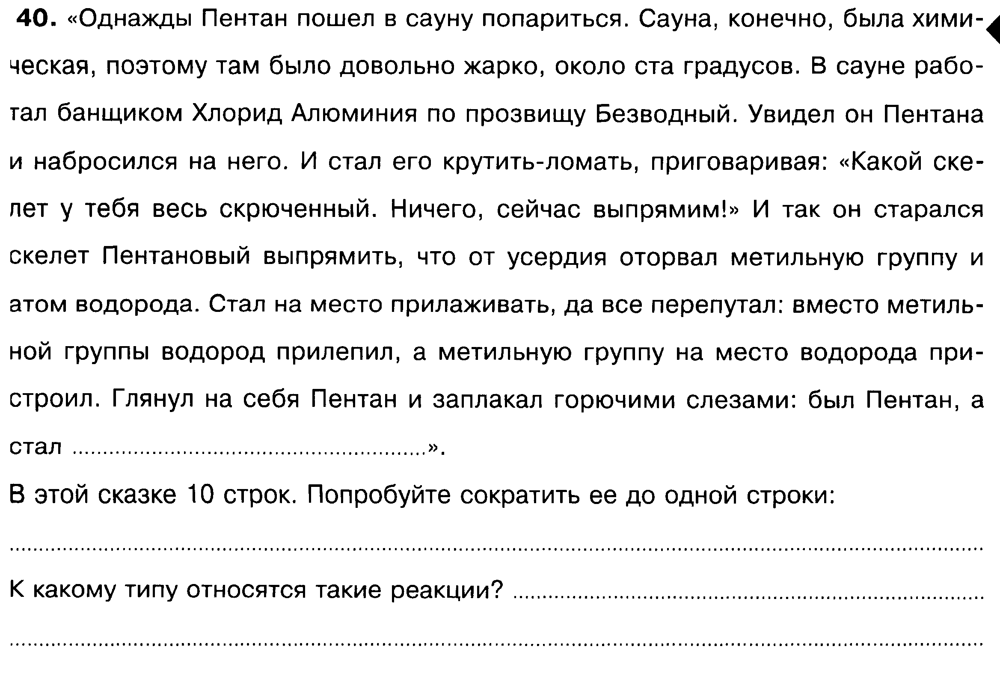 40. «Однажды Пентан пошел в сауну попариться. Сауна, конечно, была хими-
ческая, поэтому там было довольно жарко, около ста градусов. В сауне рабо-
тал банщиком Хлорид Алюминия по прозвищу Безводный. Увидел он Пентана
и набросился на него. И стал его крутить-ломать, приговаривая: «Какой ске-
лет у тебя весь скрюченный. Ничего, сейчас выпрямим!» И так он старался
скелет Пентановый выпрямить, что от усердия оторвал метильную группу и
атом водорода. Стал на место прилаживать, да все перепутал: вместо метиль-
ной группы водород прилепил, а метильную группу на место водорода при-
строил. Глянул на себя Пентан и заплакал горючими слезами: был Пентан, а
стал ..........................................................».
В этой сказке 10 строк. Попробуйте сократить ее до одной строки:
................................................................................................................................................................
К какому типу относятся такие реакции? .............................................................................
................................................................................................................................................................